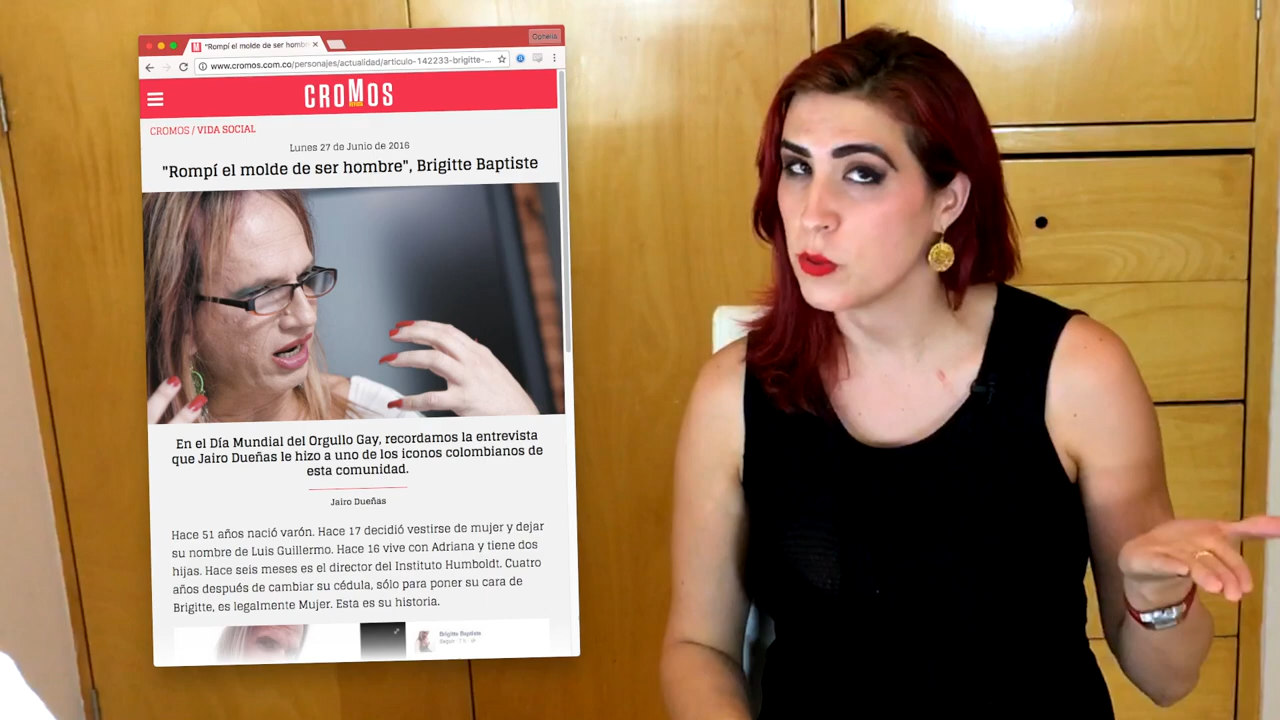 "Rompí el molde de ser homb
Ophelia
www.cromos.com.co/personajes/actualidad/articulo-142233-brigitte-...
CROMOS
CROMOS / VIDA SOCIAL
Lunes 27 de Junio de 2016
"Rompí el molde de ser hombre", Brigitte Baptiste
En el Día Mundial del Orgullo Gay, recordamos la entrevista
que Jairo Dueñas le hizo a uno de los iconos colombianos de
esta comunidad.
Jairo Dueñas
Hace 51 años nació varón. Hace 17 decidió vestirse de mujer y dejar
su nombre de Luis Guillermo. Hace 16 vive con Adriana y tiene dos
hijas. Hace seis meses es el director del Instituto Humboldt. Cuatro
años después de cambiar su cédula, sólo para poner su cara de
Brigitte, es legalmente Mujer. Esta es su historia.
Brigitte Baptiste
Seguir